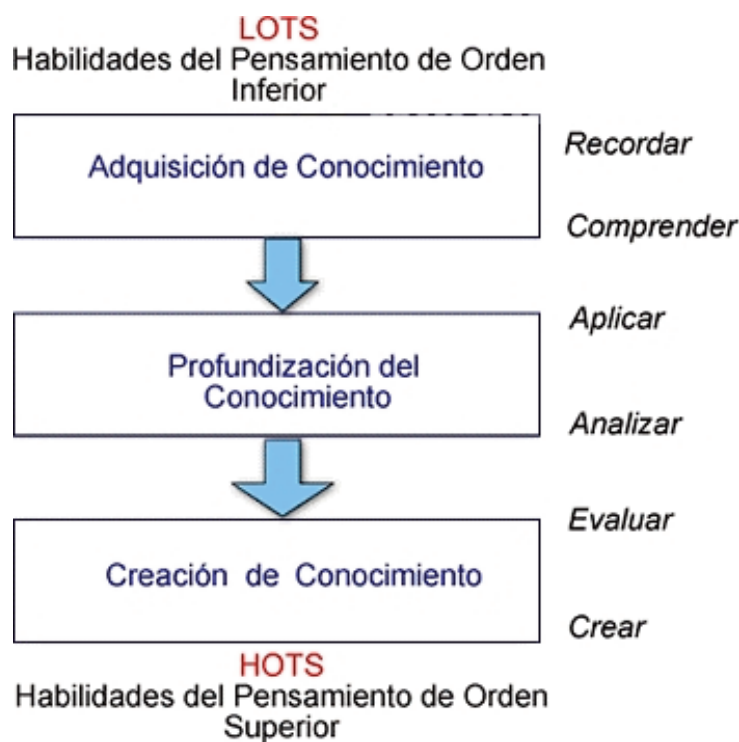 LOTS
Habilidades del Pensamiento de Orden
Inferior
Adquisición de Conocimiento
Recordar
Comprender
Profundización del
Conocimiento
Aplicar
Analizar
Creación de Conocimiento
Evaluar
Crear
HOTS
Habilidades del Pensamiento de Orden
Superior